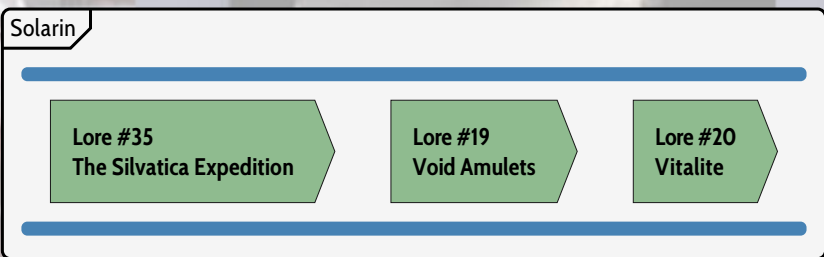 Solarin
Lore #35
The Silvatica Expedition
Lore #19
Void Amulets
Lore #20
Vitalite